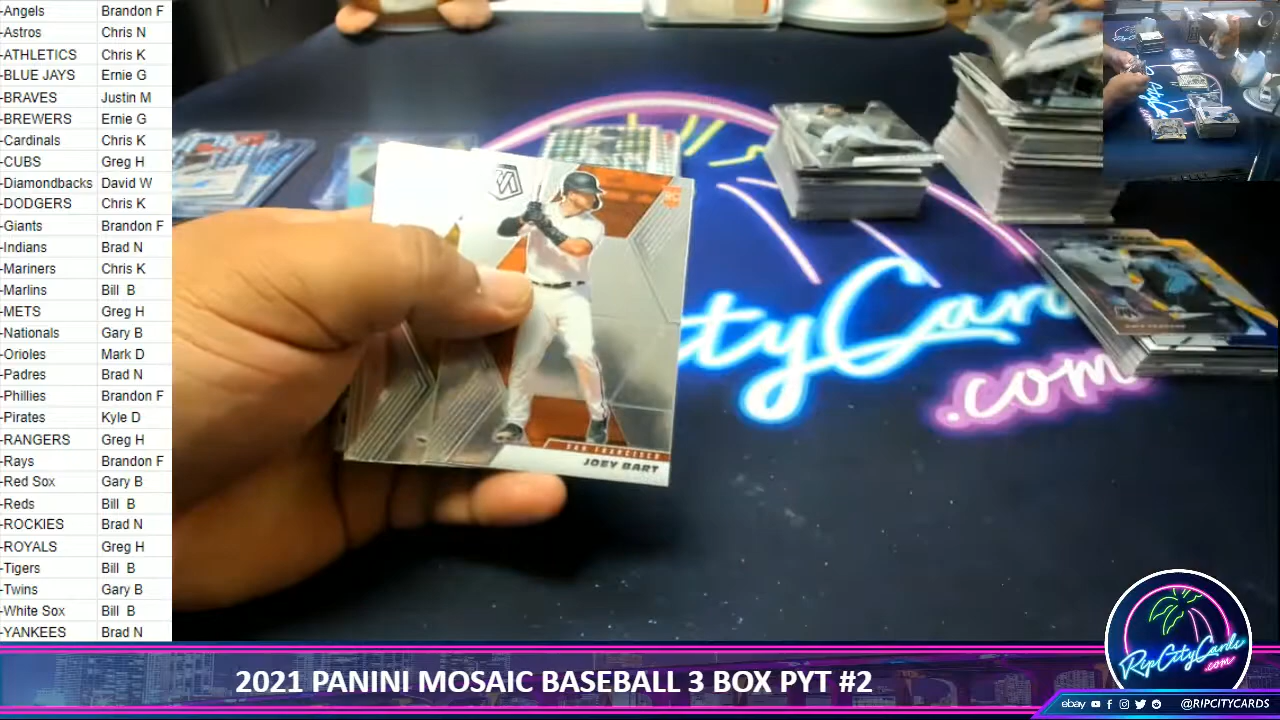 -Angels Brandon F
-Astros Chris N
-ATHLETICS Chris K
-BLUE JAYS Ernie G
-BRAVES Justin M
-BREWERS Ernie G
-Cardinals Chris K
-CUBS Greg H
-Diamondbacks David W
-DODGERS Chris K
-Giants Brandon F
-Indians Brad N
-Mariners Chris K
-Marlins Bill B
-METS Greg H
-Nationals Gary B
-Orioles Mark D
-Padres Brad N
-Phillies Brandon F
-Pirates Kyle D
-RANGERS Greg H
-Rays Brandon F
-Red Sox Gary B
-Reds Bill B
-ROCKIES Brad N
-ROYALS Greg H
-Tigers Bill B
-Twins Gary B
-White Sox Bill B
-YANKEES Brad N
SAN FRANCISCO
JOEY BART
tyCard
.com
RipCityCards
.com
2021 PANINI MOSAIC BASEBALL 3 BOX PYT #2
ebay @RIPCITYCARDS